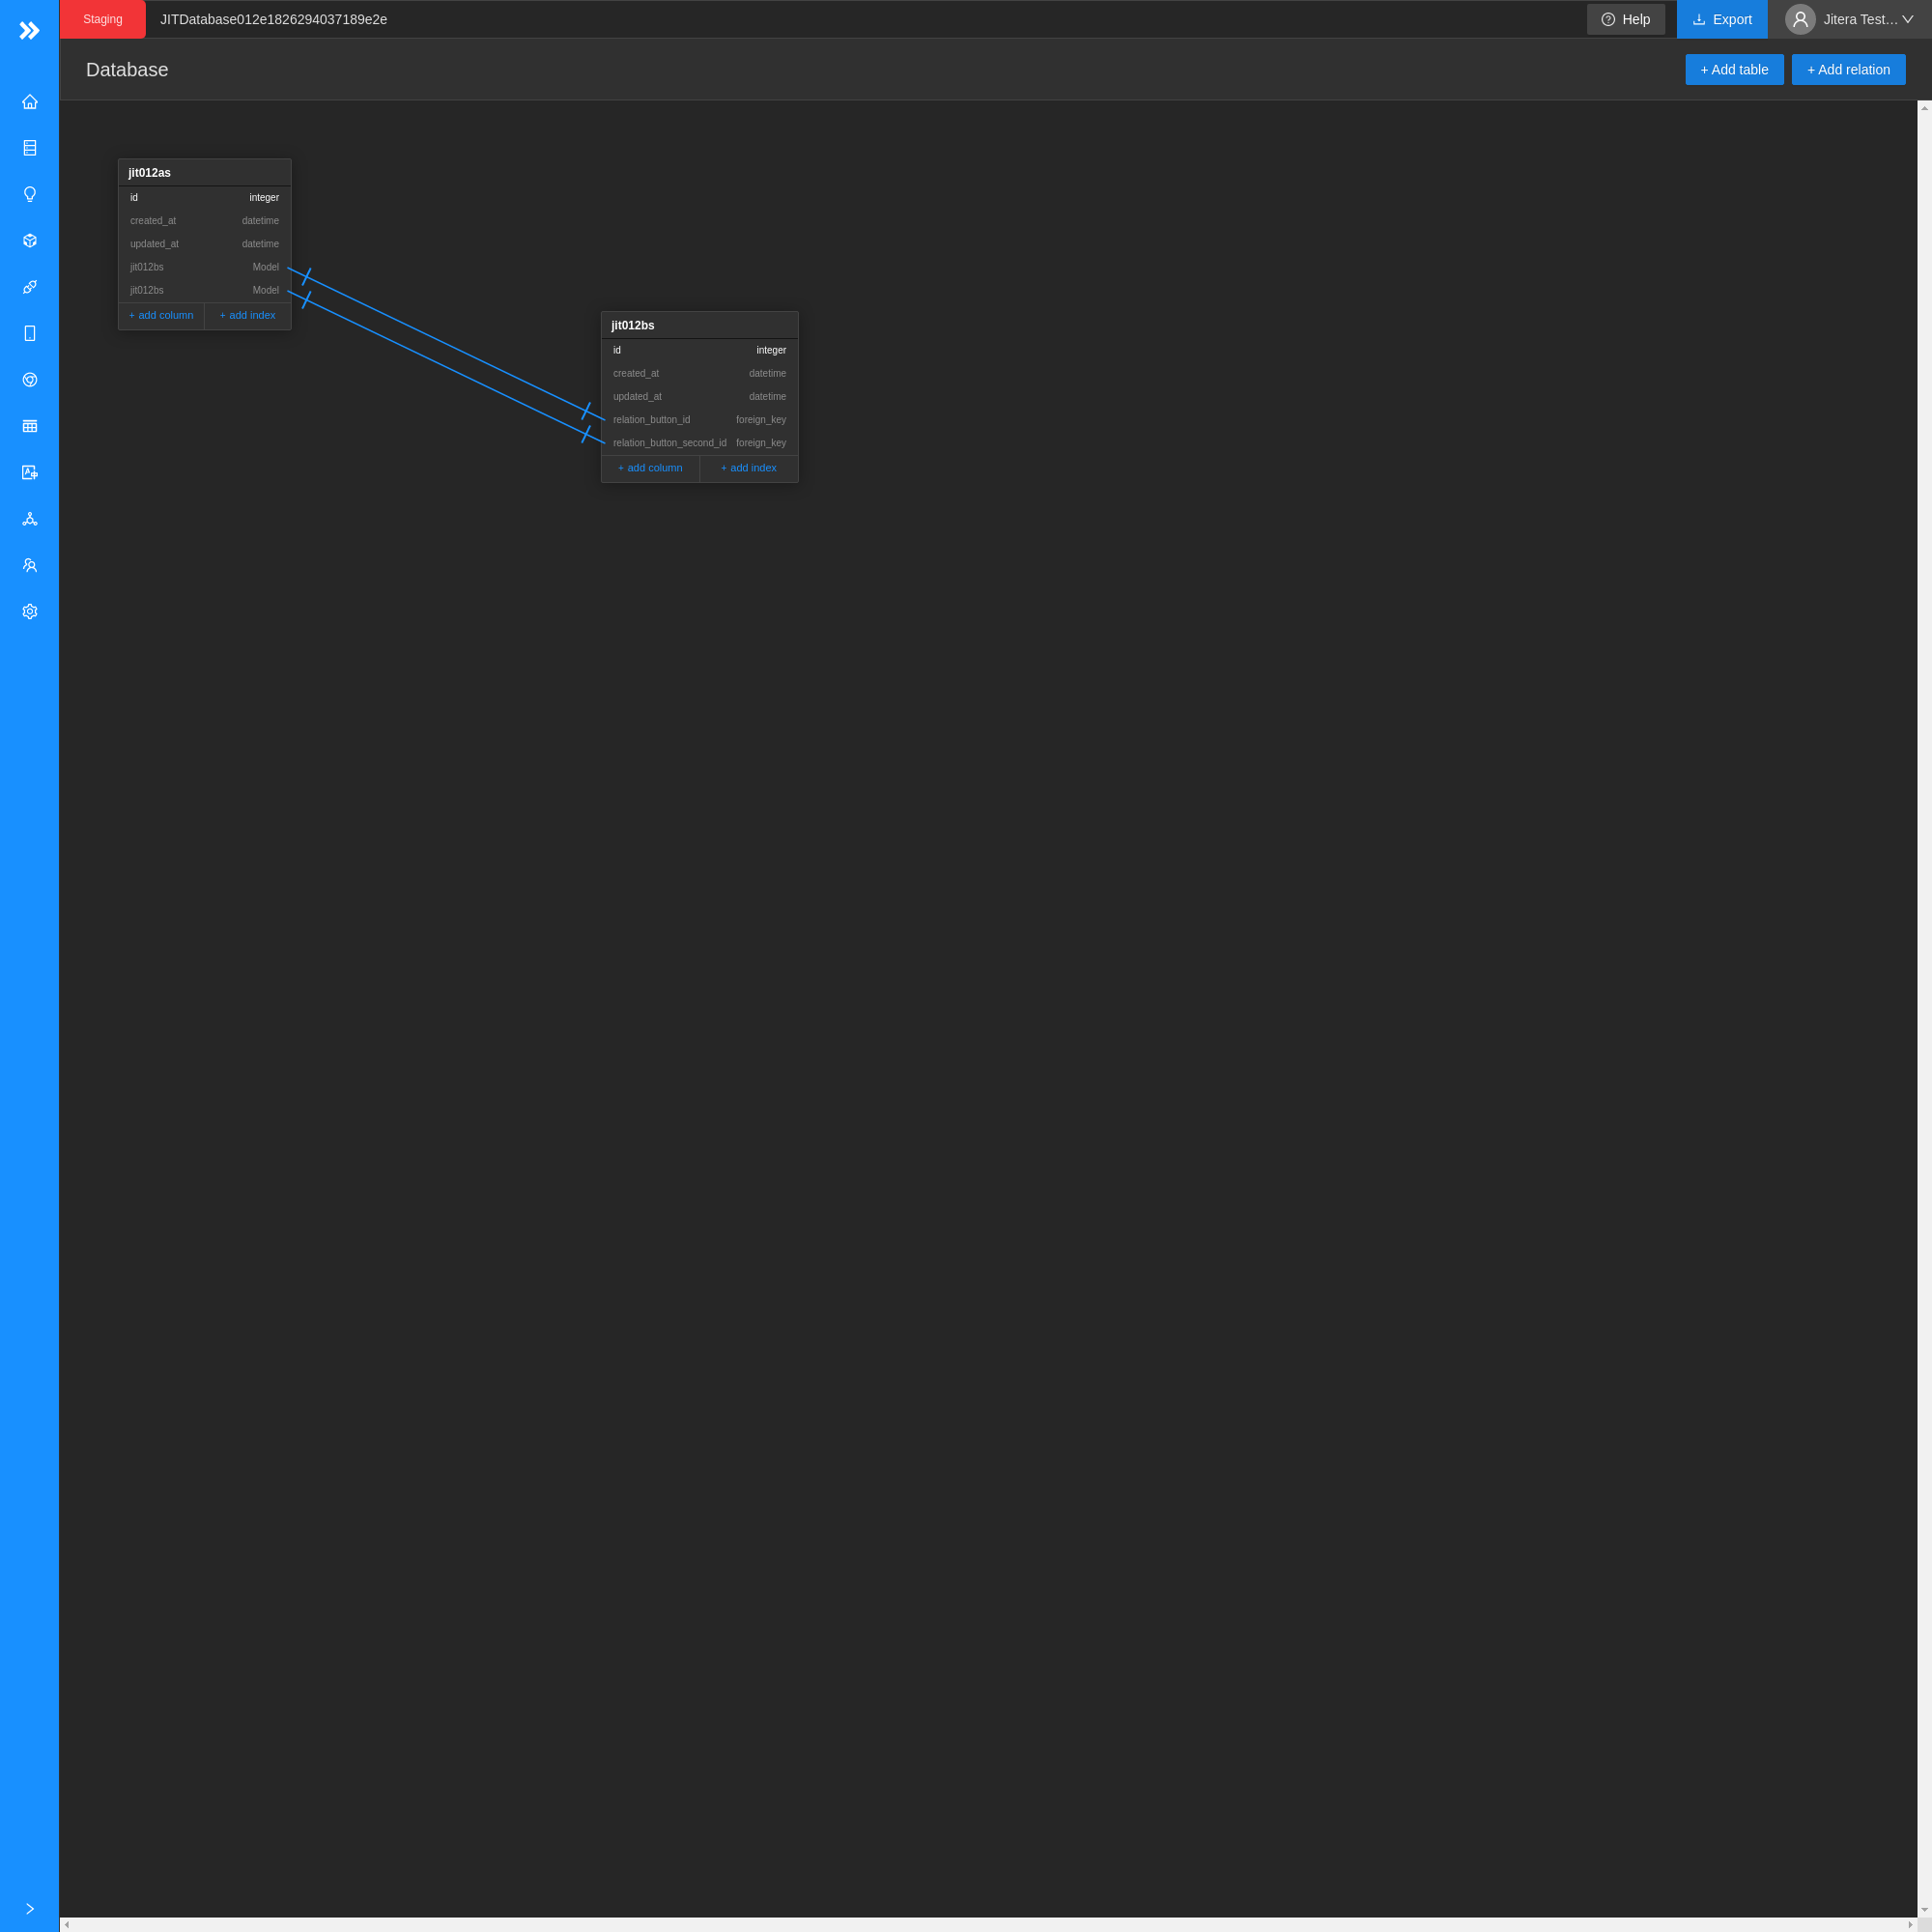 Staging JITDatabase012e1826294037189e2e Help Export Jitera Test...
Database + Add table + Add relation
jit012as
id integer
created_at datetime
updated_at datetime
jit012bs Model
jit012bs Model
+ add column + add index
jit012bs
id integer
created_at datetime
updated_at datetime
relation_button_id foreign_key
relation_button_second_id foreign_key
+ add column + add index